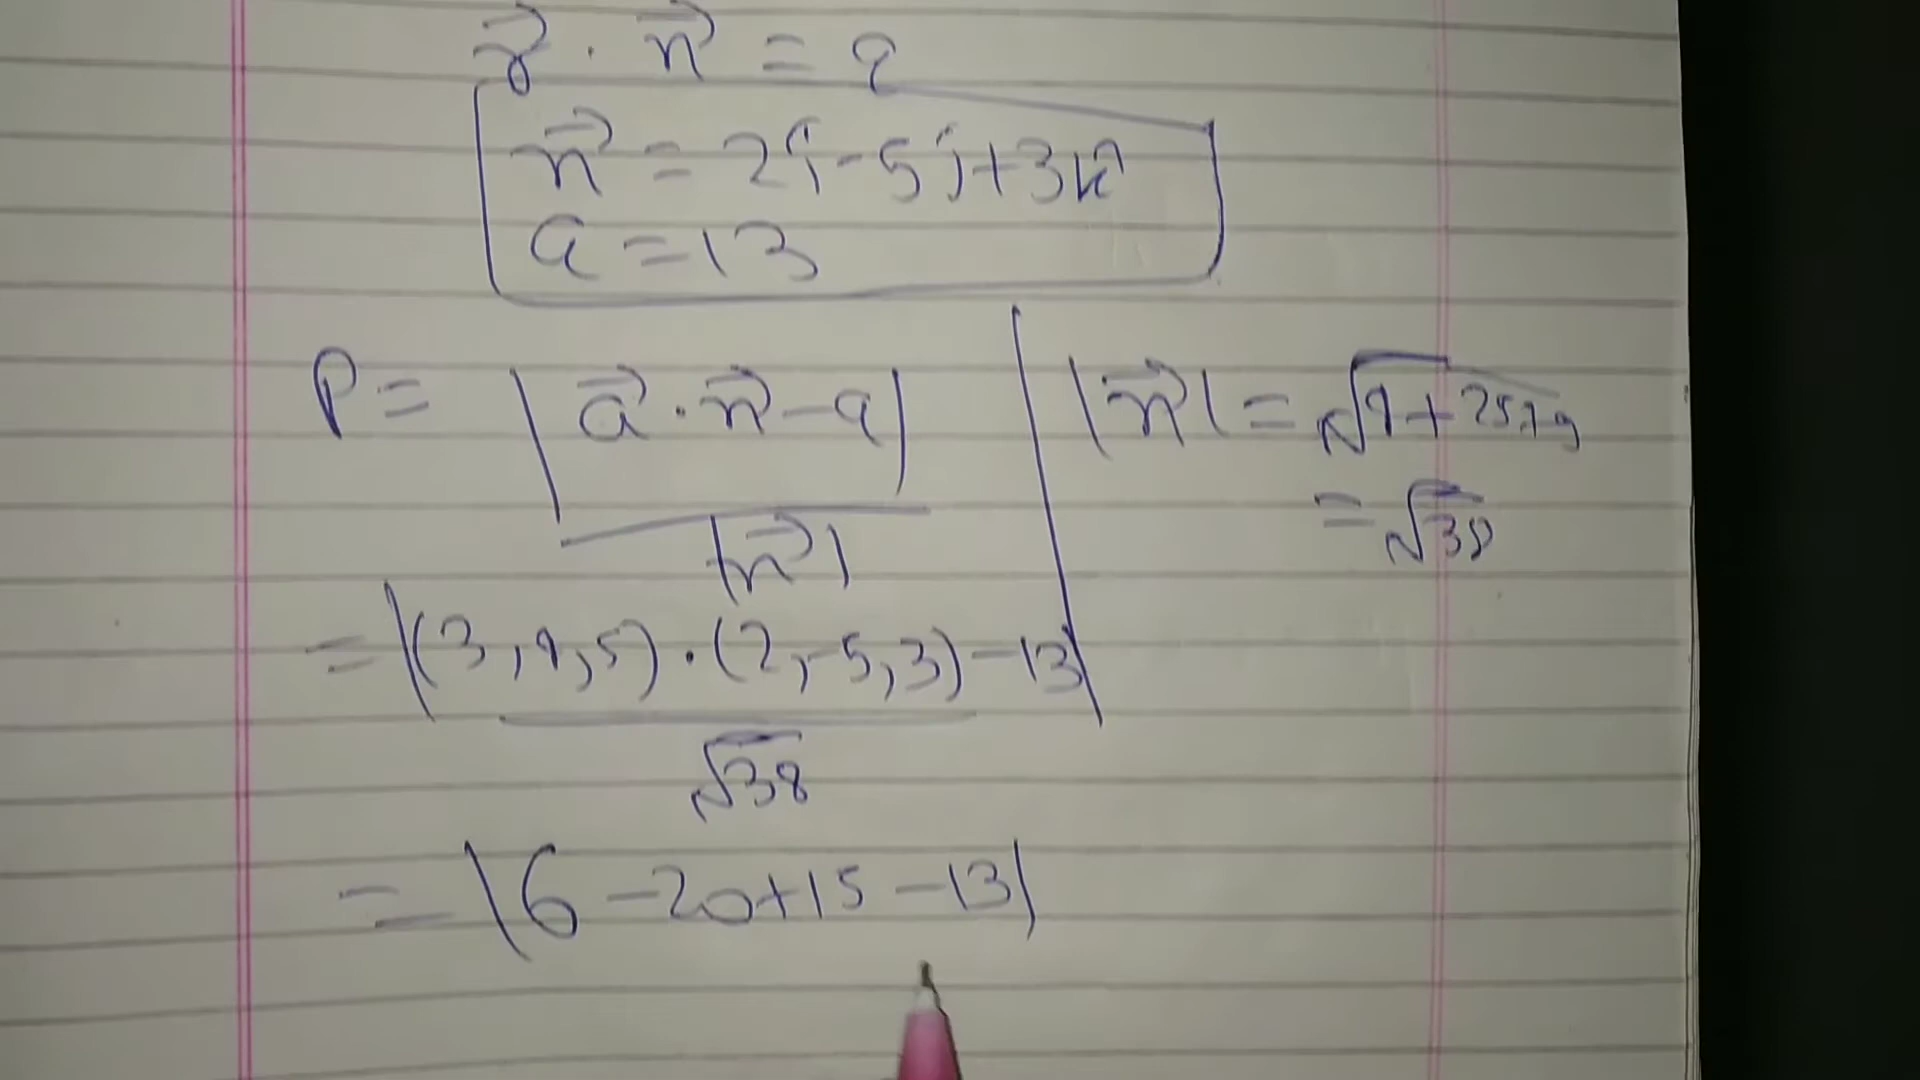 r⃗ · n⃗ = q
n⃗ = 2i - 5j + 3k̂
q = 13
P = |a⃗ · n⃗ - q| / |n⃗|
|n⃗| = √4 + 25 + 9
= √38
= |(3,4,5) · (2,-5,3) - 13| / √38
= |6 - 20 + 15 - 13|